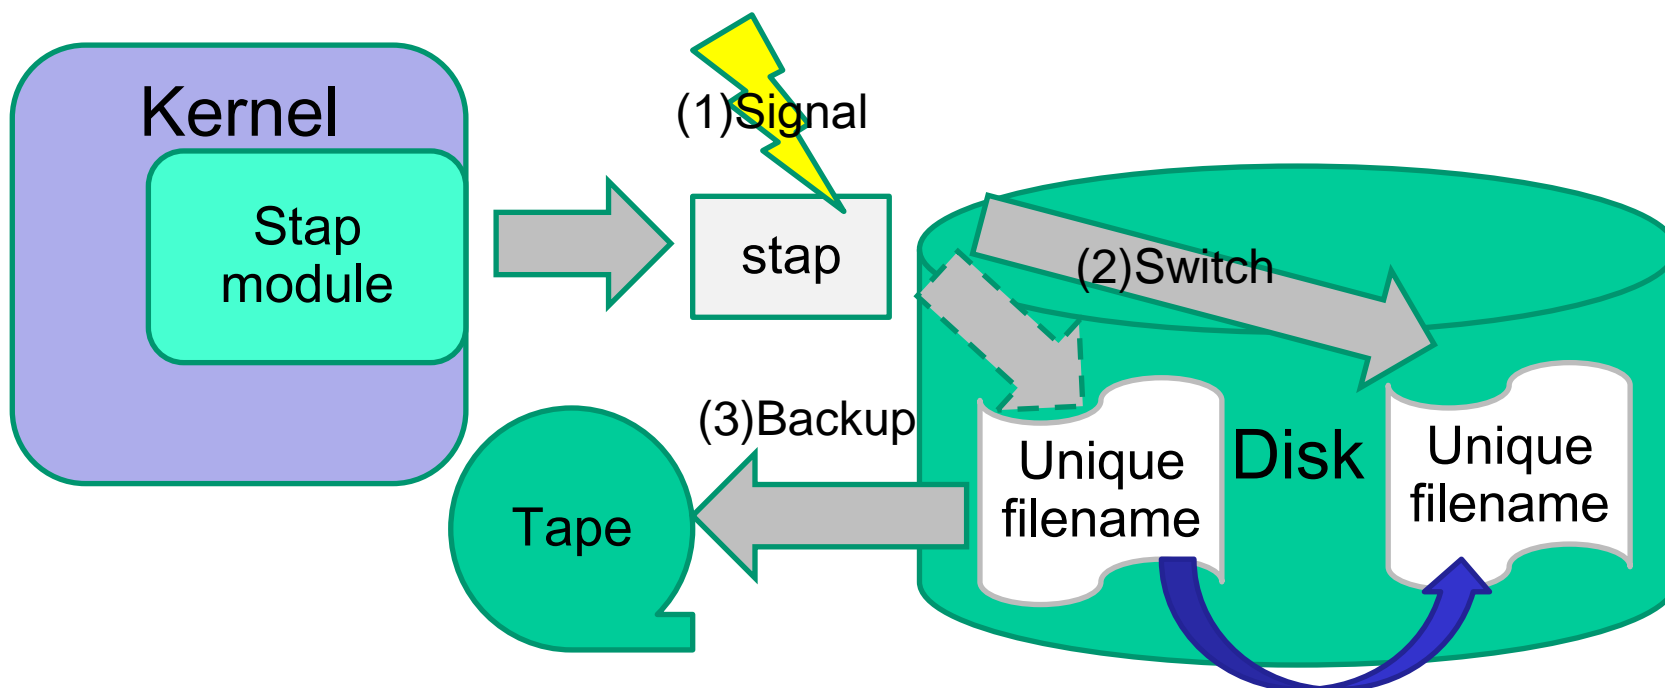 Kernel
Stap
module
(1)Signal
stap
(2)Switch
(3)Backup
Tape
Unique
filename
Disk
Unique
filename